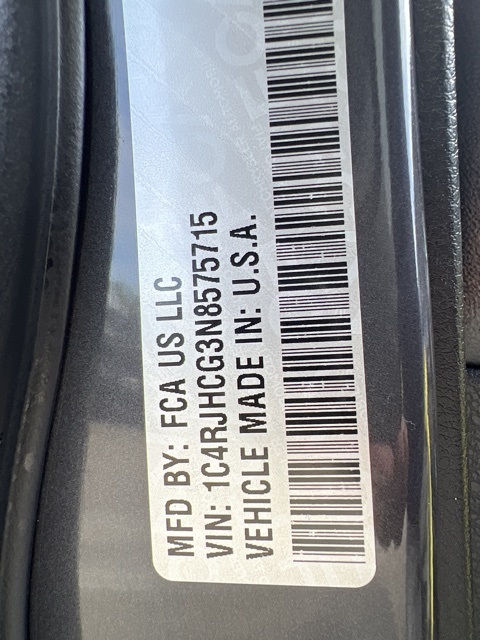 MFD BY: FCA US LLC
VIN: 1C4RJHCG3N8575715
VEHICLE MADE IN: U.S.A.